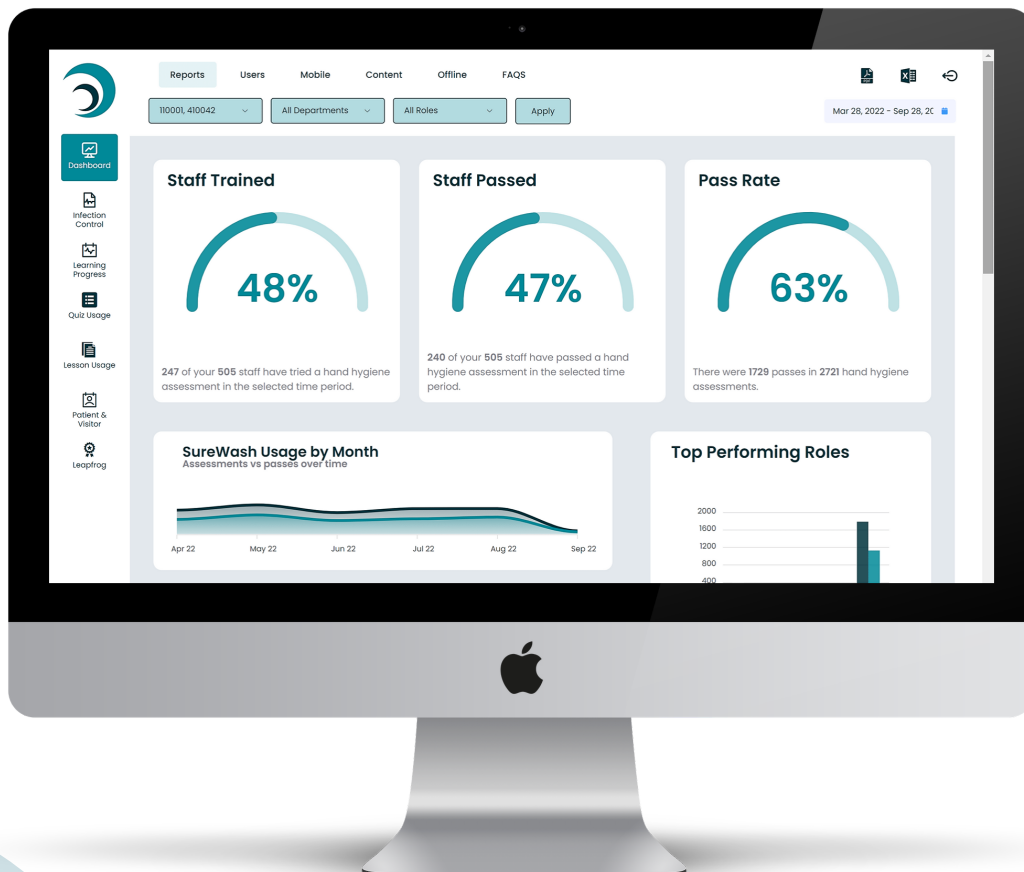 Reports Users Mobile Content Offline FAQS
PDF X
110001, 410042 All Departments All Roles Apply Mar 28, 2022 - Sep 28, 20
Dashboard
Infection
Control
Learning
Progress
Quiz Usage
Lesson Usage
Patient &
Visitor
Leapfrog
Staff Trained
48%
247 of your 505 staff have tried a hand hygiene
assessment in the selected time period.
Staff Passed
47%
240 of your 505 staff have passed a hand
hygiene assessment in the selected time
period.
Pass Rate
63%
There were 1729 passes in 2721 hand hygiene
assessments.
SureWash Usage by Month
Assessments vs passes over time
Apr 22 May 22 Jun 22 Jul 22 Aug 22 Sep 22
Top Performing Roles
2000
1600
1200
800
400